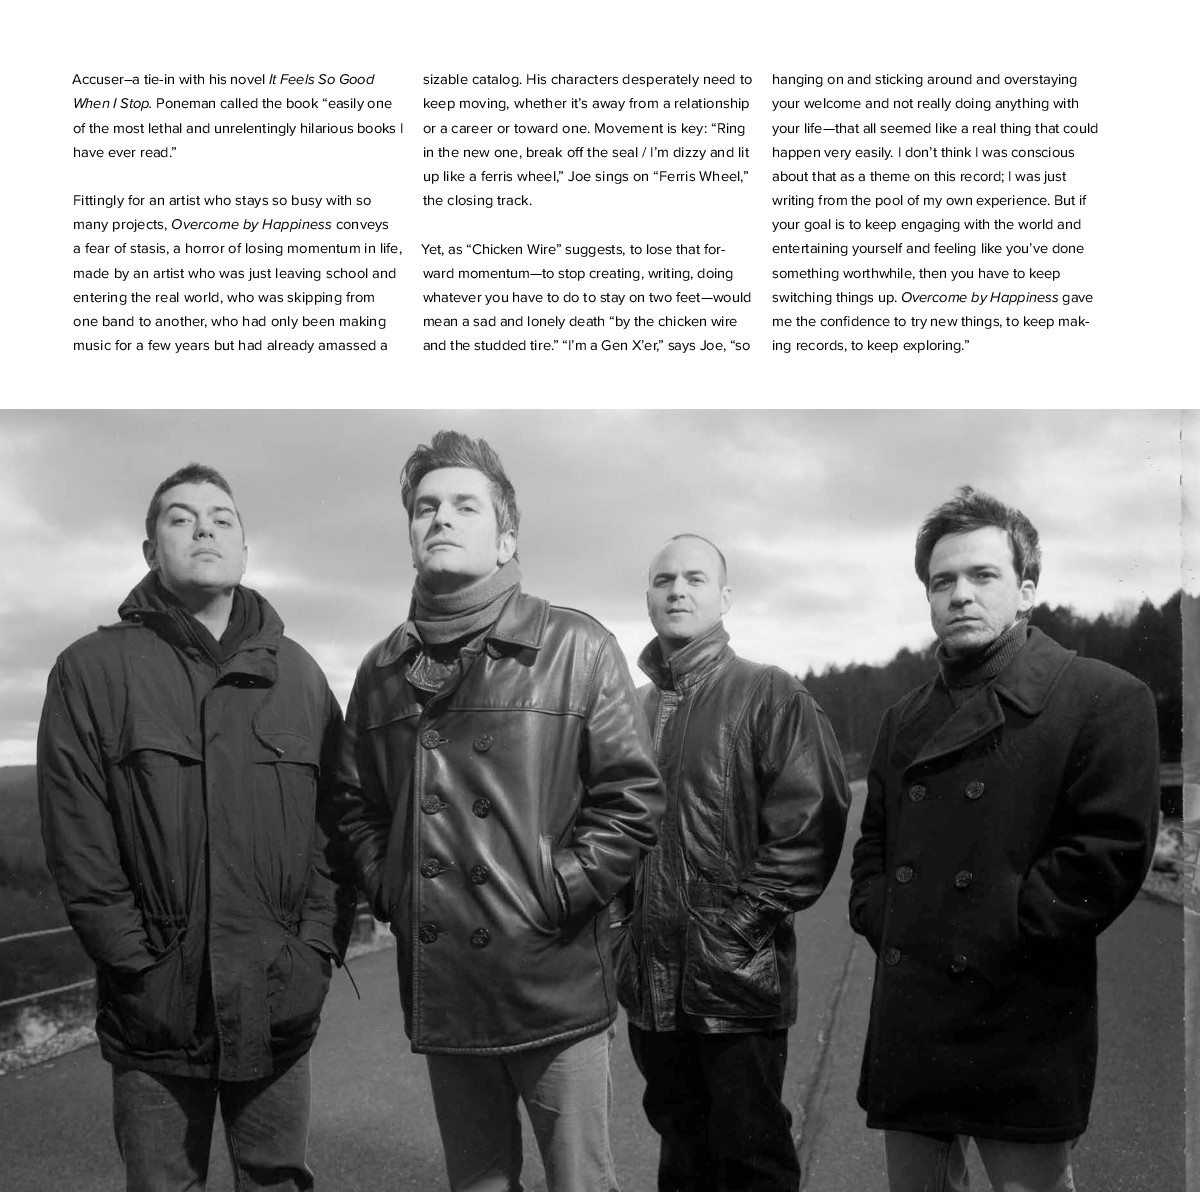 Accuser–a tie-in with his novel It Feels So Good
When I Stop. Poneman called the book “easily one
of the most lethal and unrelentingly hilarious books I
have ever read.”
Fittingly for an artist who stays so busy with so
many projects, Overcome by Happiness conveys
a fear of stasis, a horror of losing momentum in life,
made by an artist who was just leaving school and
entering the real world, who was skipping from
one band to another, who had only been making
music for a few years but had already amassed a
sizable catalog. His characters desperately need to
keep moving, whether it’s away from a relationship
or a career or toward one. Movement is key: “Ring
in the new one, break off the seal / I’m dizzy and lit
up like a ferris wheel,” Joe sings on “Ferris Wheel,”
the closing track.
Yet, as “Chicken Wire” suggests, to lose that for-
ward momentum—to stop creating, writing, doing
whatever you have to do to stay on two feet—would
mean a sad and lonely death “by the chicken wire
and the studded tire.” “I’m a Gen X’er,” says Joe, “so
hanging on and sticking around and overstaying
your welcome and not really doing anything with
your life—that all seemed like a real thing that could
happen very easily. I don’t think I was conscious
about that as a theme on this record; I was just
writing from the pool of my own experience. But if
your goal is to keep engaging with the world and
entertaining yourself and feeling like you’ve done
something worthwhile, then you have to keep
switching things up. Overcome by Happiness gave
me the confidence to try new things, to keep mak-
ing records, to keep exploring.”